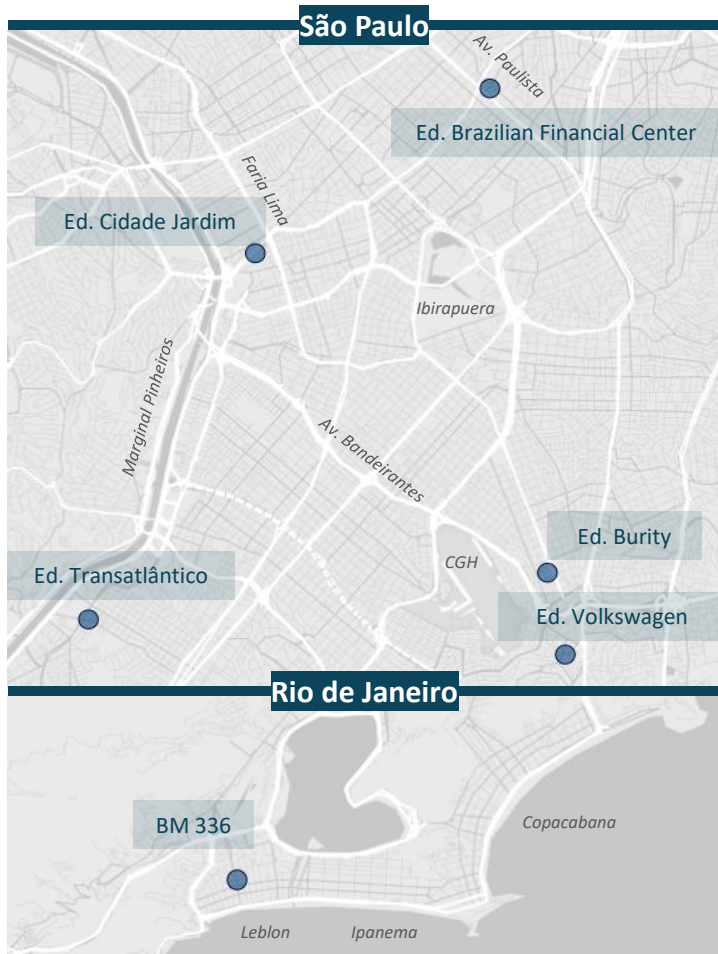 São Paulo
Av. Paulista
Ed. Brazilian Financial Center
Faria Lima
Ed. Cidade Jardim
Ibirapuera
Marginal Pinheiros
Av. Bandeirantes
Ed. Burity
CGH
Ed. Transatlântico
Ed. Volkswagen
Rio de Janeiro
BM 336
Copacabana
Leblon
Ipanema